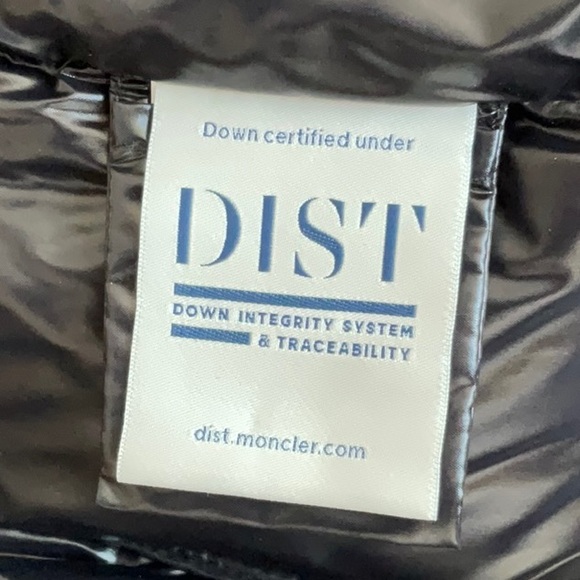 Down certified under
DIST
DOWN INTEGRITY SYSTEM
& TRACEABILITY
dist.moncler.com